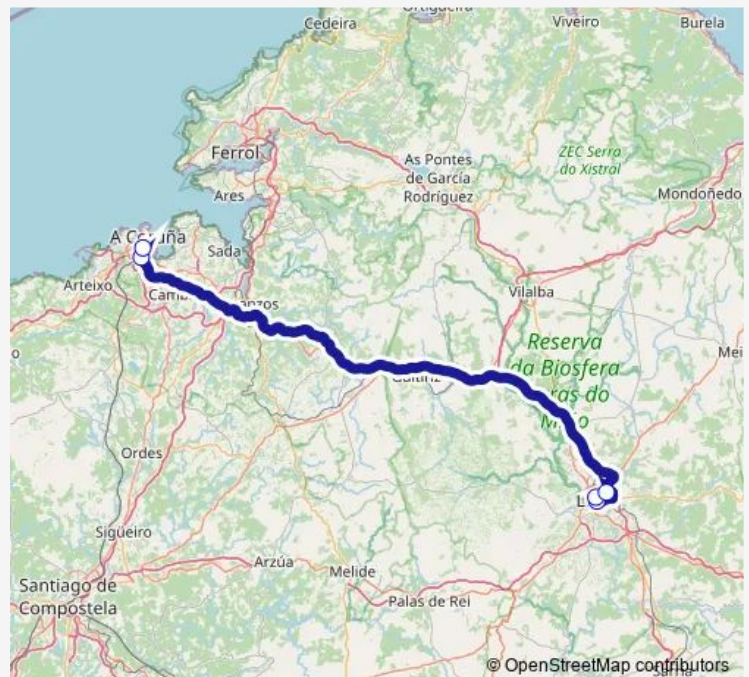 Cedeira
Viveiro
Burela
Ferrol
As Pontes
de García
Rodríguez
ZEC Serra
do Xistral
Ares
Mondoñedo
A Coruña
Sada
Arteixo
Vilalba
Reserva
da Biosfera
Mei
Ordes
Sigüeiro
Arzúa
Melide
Santiago de
Compostela
Palas de Rei
© OpenStreetMap contributors